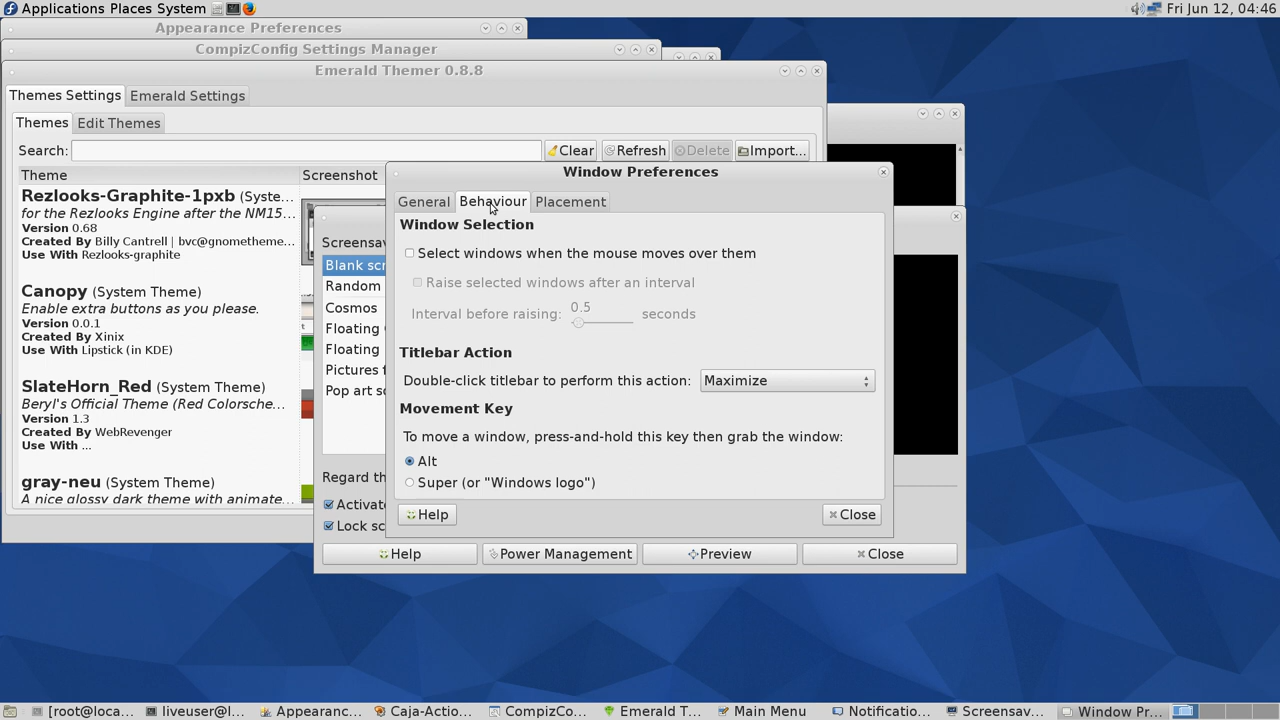 Applications Places System
Fri Jun 12, 04:46
Appearance Preferences
CompizConfig Settings Manager
Emerald Themer 0.8.8
Themes Settings
Emerald Settings
Themes
Edit Themes
Search:
Clear
Refresh
Delete
Import...
Theme
Screenshot
Rezlooks-Graphite-1pxb (Syste...
for the Rezlooks Engine after the NM15...
Version 0.68
Created By Billy Cantrell | bvc@gnometheme...
Use With Rezlooks-graphite
Canopy (System Theme)
Enable extra buttons as you please.
Version 0.0.1
Created By Xinix
Use With Lipstick (in KDE)
SlateHorn_Red (System Theme)
Beryl's Official Theme (Red Colorsche...
Version 1.3
Created By WebRevenger
Use With ...
gray-neu (System Theme)
A nice glossy dark theme with animate...
Screensav
Blank scr
Random
Cosmos
Floating
Floating
Pictures f
Pop art sq
Regard th
Activate
Lock scr
Help
Power Management
Preview
Close
Window Preferences
General
Behaviour
Placement
Window Selection
Select windows when the mouse moves over them
Raise selected windows after an interval
Interval before raising: 0.5 seconds
Titlebar Action
Double-click titlebar to perform this action: Maximize
Movement Key
To move a window, press-and-hold this key then grab the window:
Alt
Super (or "Windows logo")
Help
Close
[root@loca...
liveuser@l...
Appearanc...
Caja-Actio...
CompizCo...
Emerald T...
Main Menu
Notificatio...
Screensav...
Window Pr...